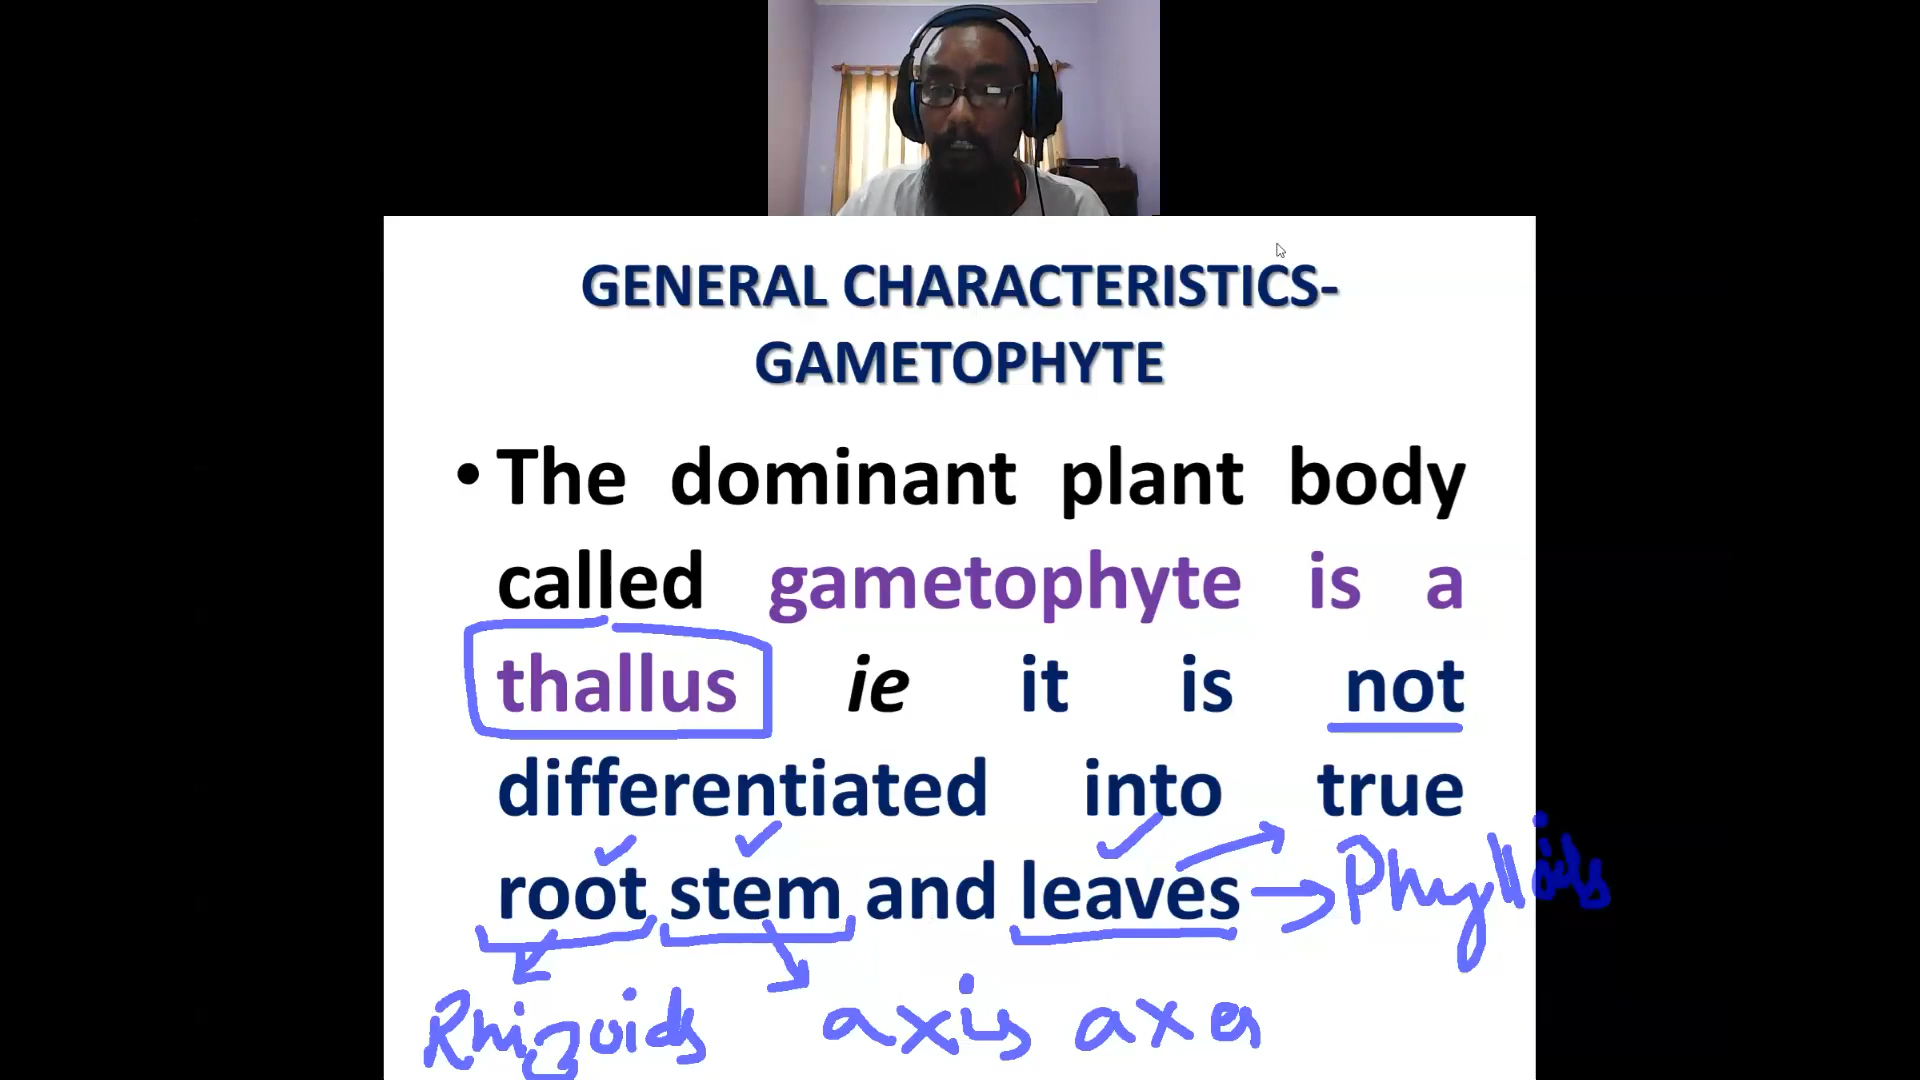 GENERAL CHARACTERISTICS-
GAMETOPHYTE
• The dominant plant body
called gametophyte is a
thallus ie it is not
differentiated into true
root stem and leaves → Phylloids
Rhizoids axis axes